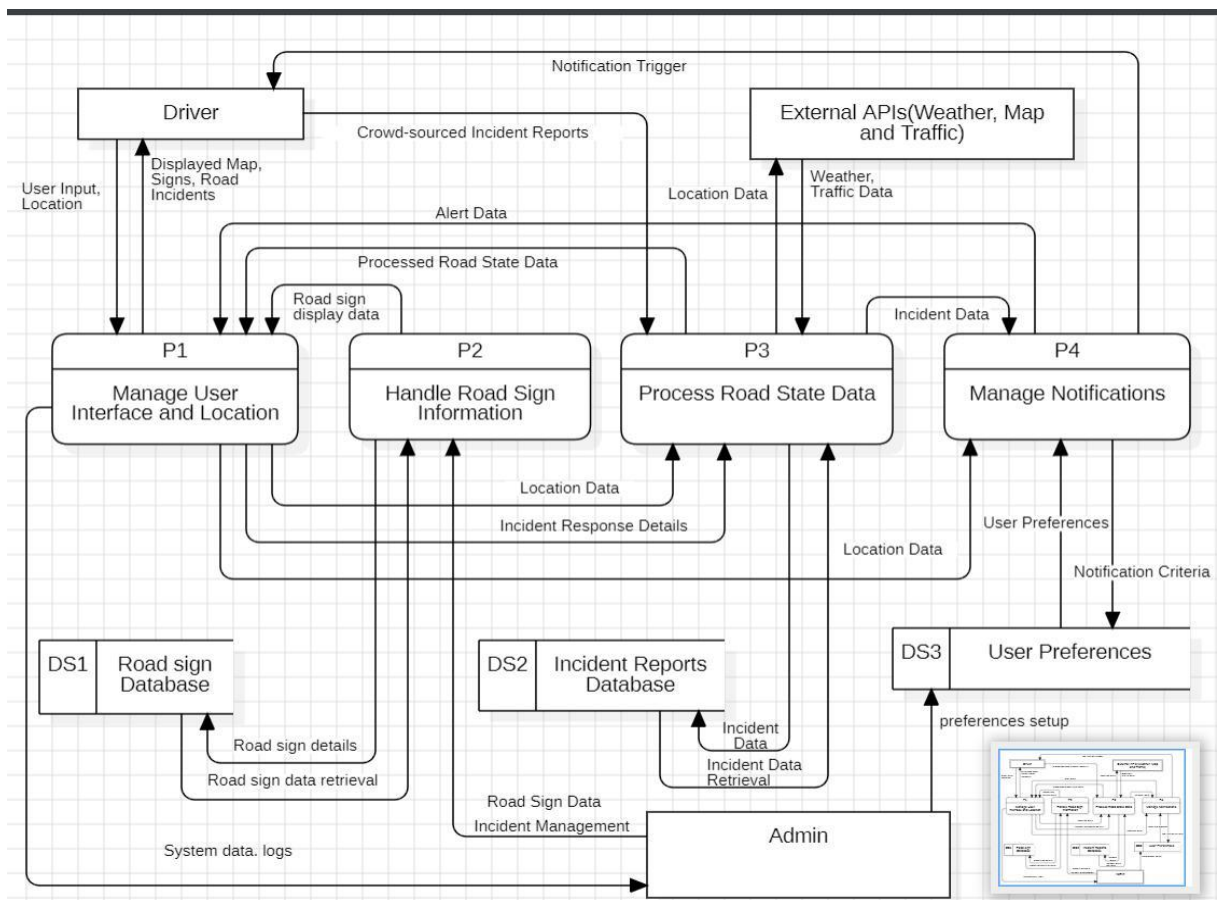 Notification Trigger
Driver
External APIs(Weather, Map
and Traffic)
Crowd-sourced Incident Reports
Displayed Map,
Signs, Road
Incidents
User Input,
Location
Location Data
Weather,
Traffic Data
Alert Data
Processed Road State Data
Road sign
display data
Incident Data
P1
Manage User
Interface and Location
P2
Handle Road Sign
Information
P3
Process Road State Data
P4
Manage Notifications
Location Data
Incident Response Details
Location Data
User Preferences
Notification Criteria
DS1
Road sign
Database
DS2
Incident Reports
Database
DS3
User Preferences
preferences setup
Incident
Data
Road sign details
Incident Data
Retrieval
Road sign data retrieval
Road Sign Data
Incident Management
Admin
System data. logs